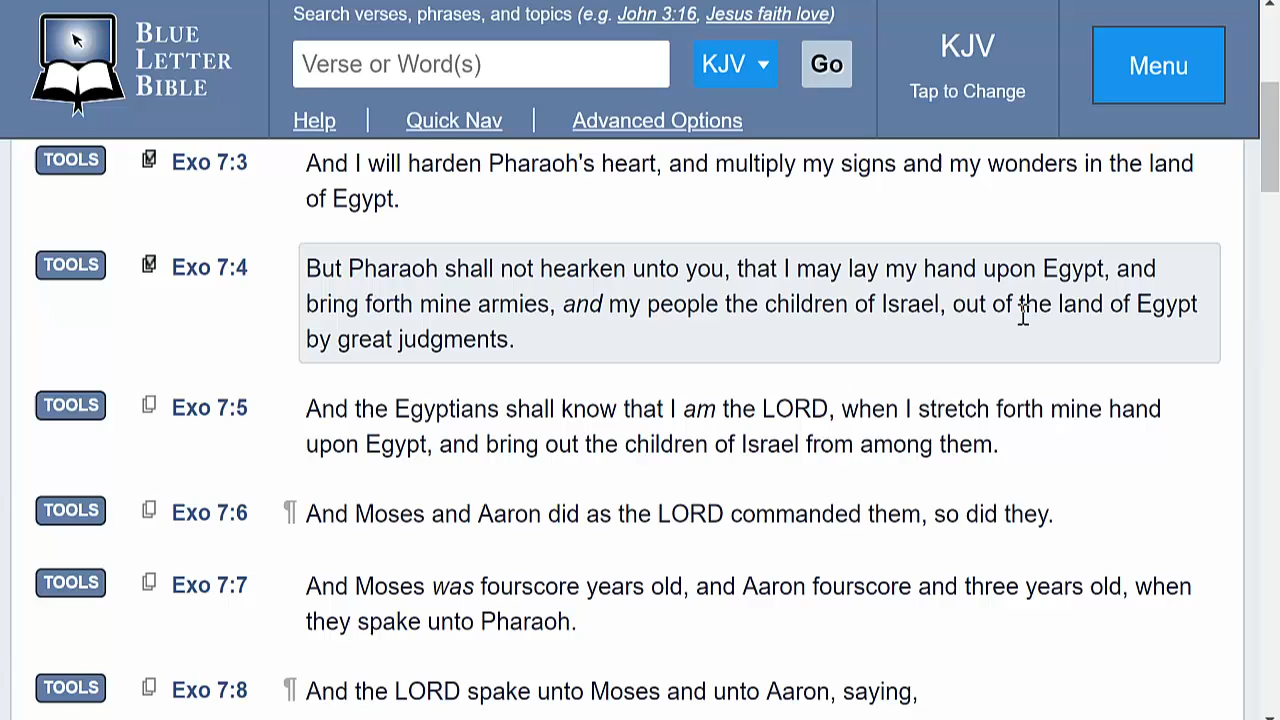 Search verses, phrases, and topics (e.g. John 3:16, Jesus faith love)
BLUE
LETTER
BIBLE
Verse or Word(s)
KJV
Go
KJV
Tap to Change
Menu
Help
Quick Nav
Advanced Options
TOOLS Exo 7:3 And I will harden Pharaoh's heart, and multiply my signs and my wonders in the land
of Egypt.
TOOLS Exo 7:4 But Pharaoh shall not hearken unto you, that I may lay my hand upon Egypt, and
bring forth mine armies, and my people the children of Israel, out of the land of Egypt
by great judgments.
TOOLS Exo 7:5 And the Egyptians shall know that I am the LORD, when I stretch forth mine hand
upon Egypt, and bring out the children of Israel from among them.
TOOLS Exo 7:6 ¶ And Moses and Aaron did as the LORD commanded them, so did they.
TOOLS Exo 7:7 And Moses was fourscore years old, and Aaron fourscore and three years old, when
they spake unto Pharaoh.
TOOLS Exo 7:8 ¶ And the LORD spake unto Moses and unto Aaron, saying,